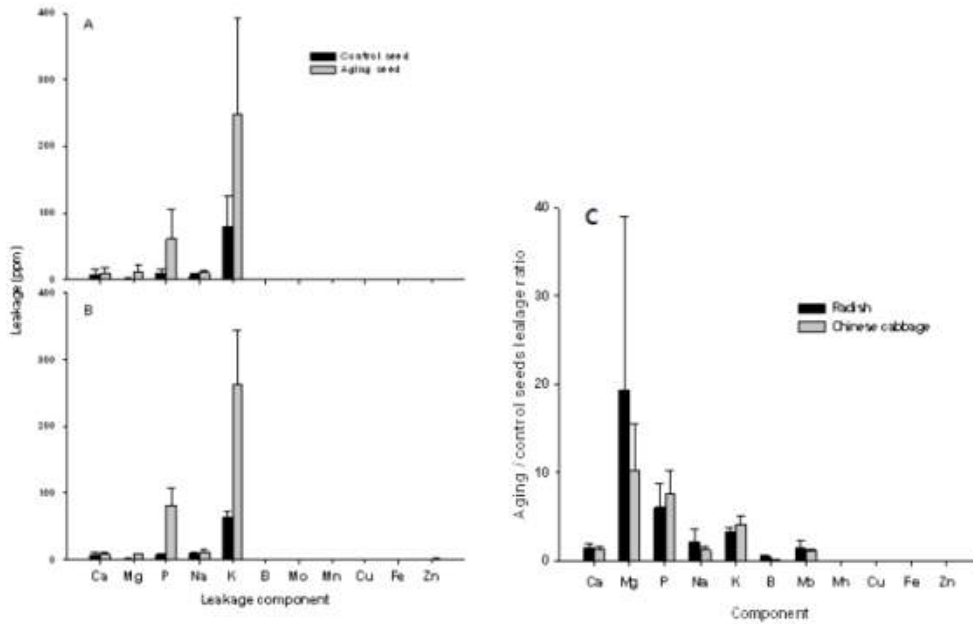 A
Control seed
Aging seed
400
300
200
100
0
B
400
300
200
100
0
Leakage (ppm)
Ca Mg P Na K B Mo Mn Cu Fe Zn
Leakage component
C
Radish
Chinese cabbage
40
30
20
10
0
Aging / control seeds lealage ratio
Ca Mg P Na K B Mb Mn Cu Fe Zn
Component